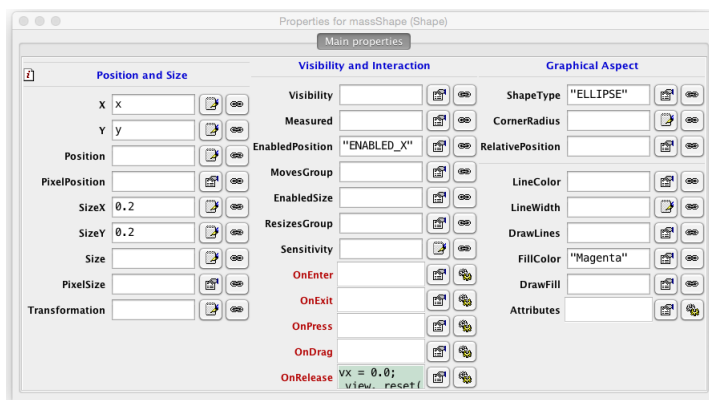 Properties for massShape (Shape)
Main properties
Position and Size
X x
Y y
Position
PixelPosition
SizeX 0.2
SizeY 0.2
Size
PixelSize
Transformation
Visibility and Interaction
Visibility
Measured
EnabledPosition "ENABLED_X"
MovesGroup
EnabledSize
ResizesGroup
Sensitivity
OnEnter
OnExit
OnPress
OnDrag
OnRelease vx = 0.0;
_view._reset(
Graphical Aspect
ShapeType "ELLIPSE"
CornerRadius
RelativePosition
LineColor
LineWidth
DrawLines
FillColor "Magenta"
DrawFill
Attributes